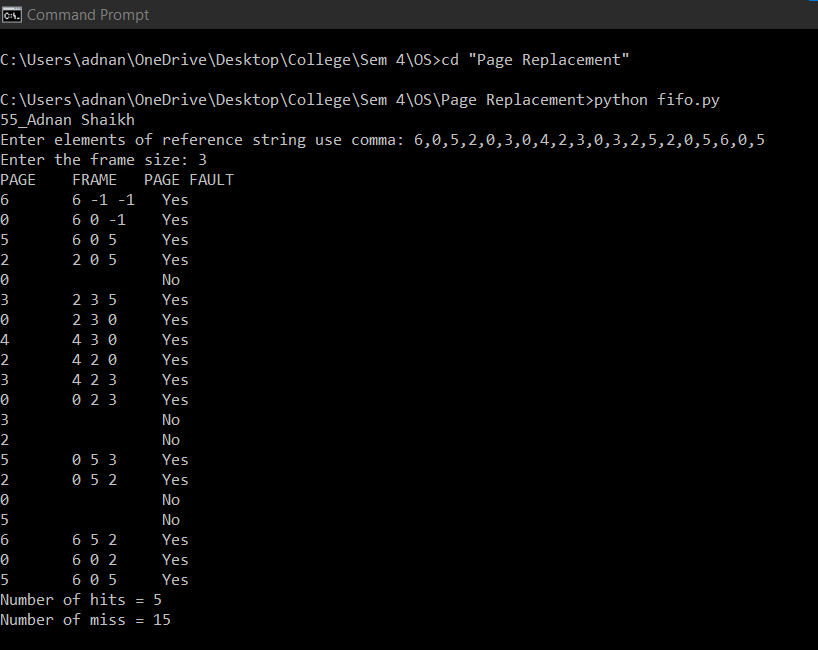 Command Prompt
C:\Users\adnan\OneDrive\Desktop\College\Sem 4\OS>cd "Page Replacement"
C:\Users\adnan\OneDrive\Desktop\College\Sem 4\OS\Page Replacement>python fifo.py
55_Adnan Shaikh
Enter elements of reference string use comma: 6,0,5,2,0,3,0,4,2,3,0,3,2,5,2,0,5,6,0,5
Enter the frame size: 3
PAGE    FRAME   PAGE FAULT
6       6 -1 -1   Yes
0       6 0 -1    Yes
5       6 0 5     Yes
2       2 0 5     Yes
0                 No
3       2 3 5     Yes
0       2 3 0     Yes
4       4 3 0     Yes
2       4 2 0     Yes
3       4 2 3     Yes
0       0 2 3     Yes
3                 No
2                 No
5       0 5 3     Yes
2       0 5 2     Yes
0                 No
5                 No
6       6 5 2     Yes
0       6 0 2     Yes
5       6 0 5     Yes
Number of hits = 5
Number of miss = 15